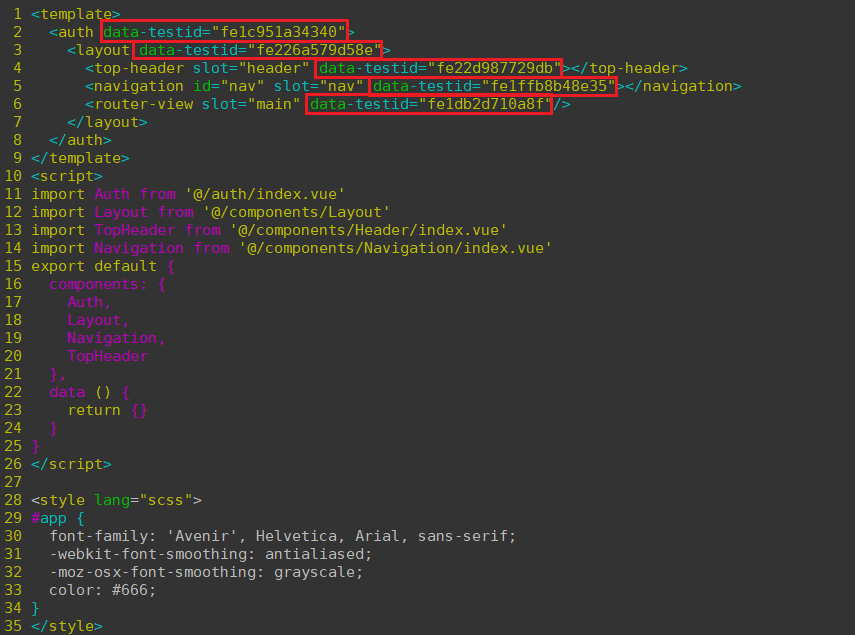 1 <template>
2   <auth data-testid="fe1c951a34340">
3     <layout data-testid="fe226a579d58e">
4       <top-header slot="header" data-testid="fe22d987729db"></top-header>
5       <navigation id="nav" slot="nav" data-testid="fe1ffb8b48e35"></navigation>
6       <router-view slot="main" data-testid="fe1db2d710a8f"/>
7     </layout>
8   </auth>
9 </template>
10 <script>
11 import Auth from '@/auth/index.vue'
12 import Layout from '@/components/Layout'
13 import TopHeader from '@/components/Header/index.vue'
14 import Navigation from '@/components/Navigation/index.vue'
15 export default {
16   components: {
17     Auth,
18     Layout,
19     Navigation,
20     TopHeader
21   },
22   data () {
23     return {}
24   }
25 }
26 </script>
27
28 <style lang="scss">
29 #app {
30   font-family: 'Avenir', Helvetica, Arial, sans-serif;
31   -webkit-font-smoothing: antialiased;
32   -moz-osx-font-smoothing: grayscale;
33   color: #666;
34 }
35 </style>